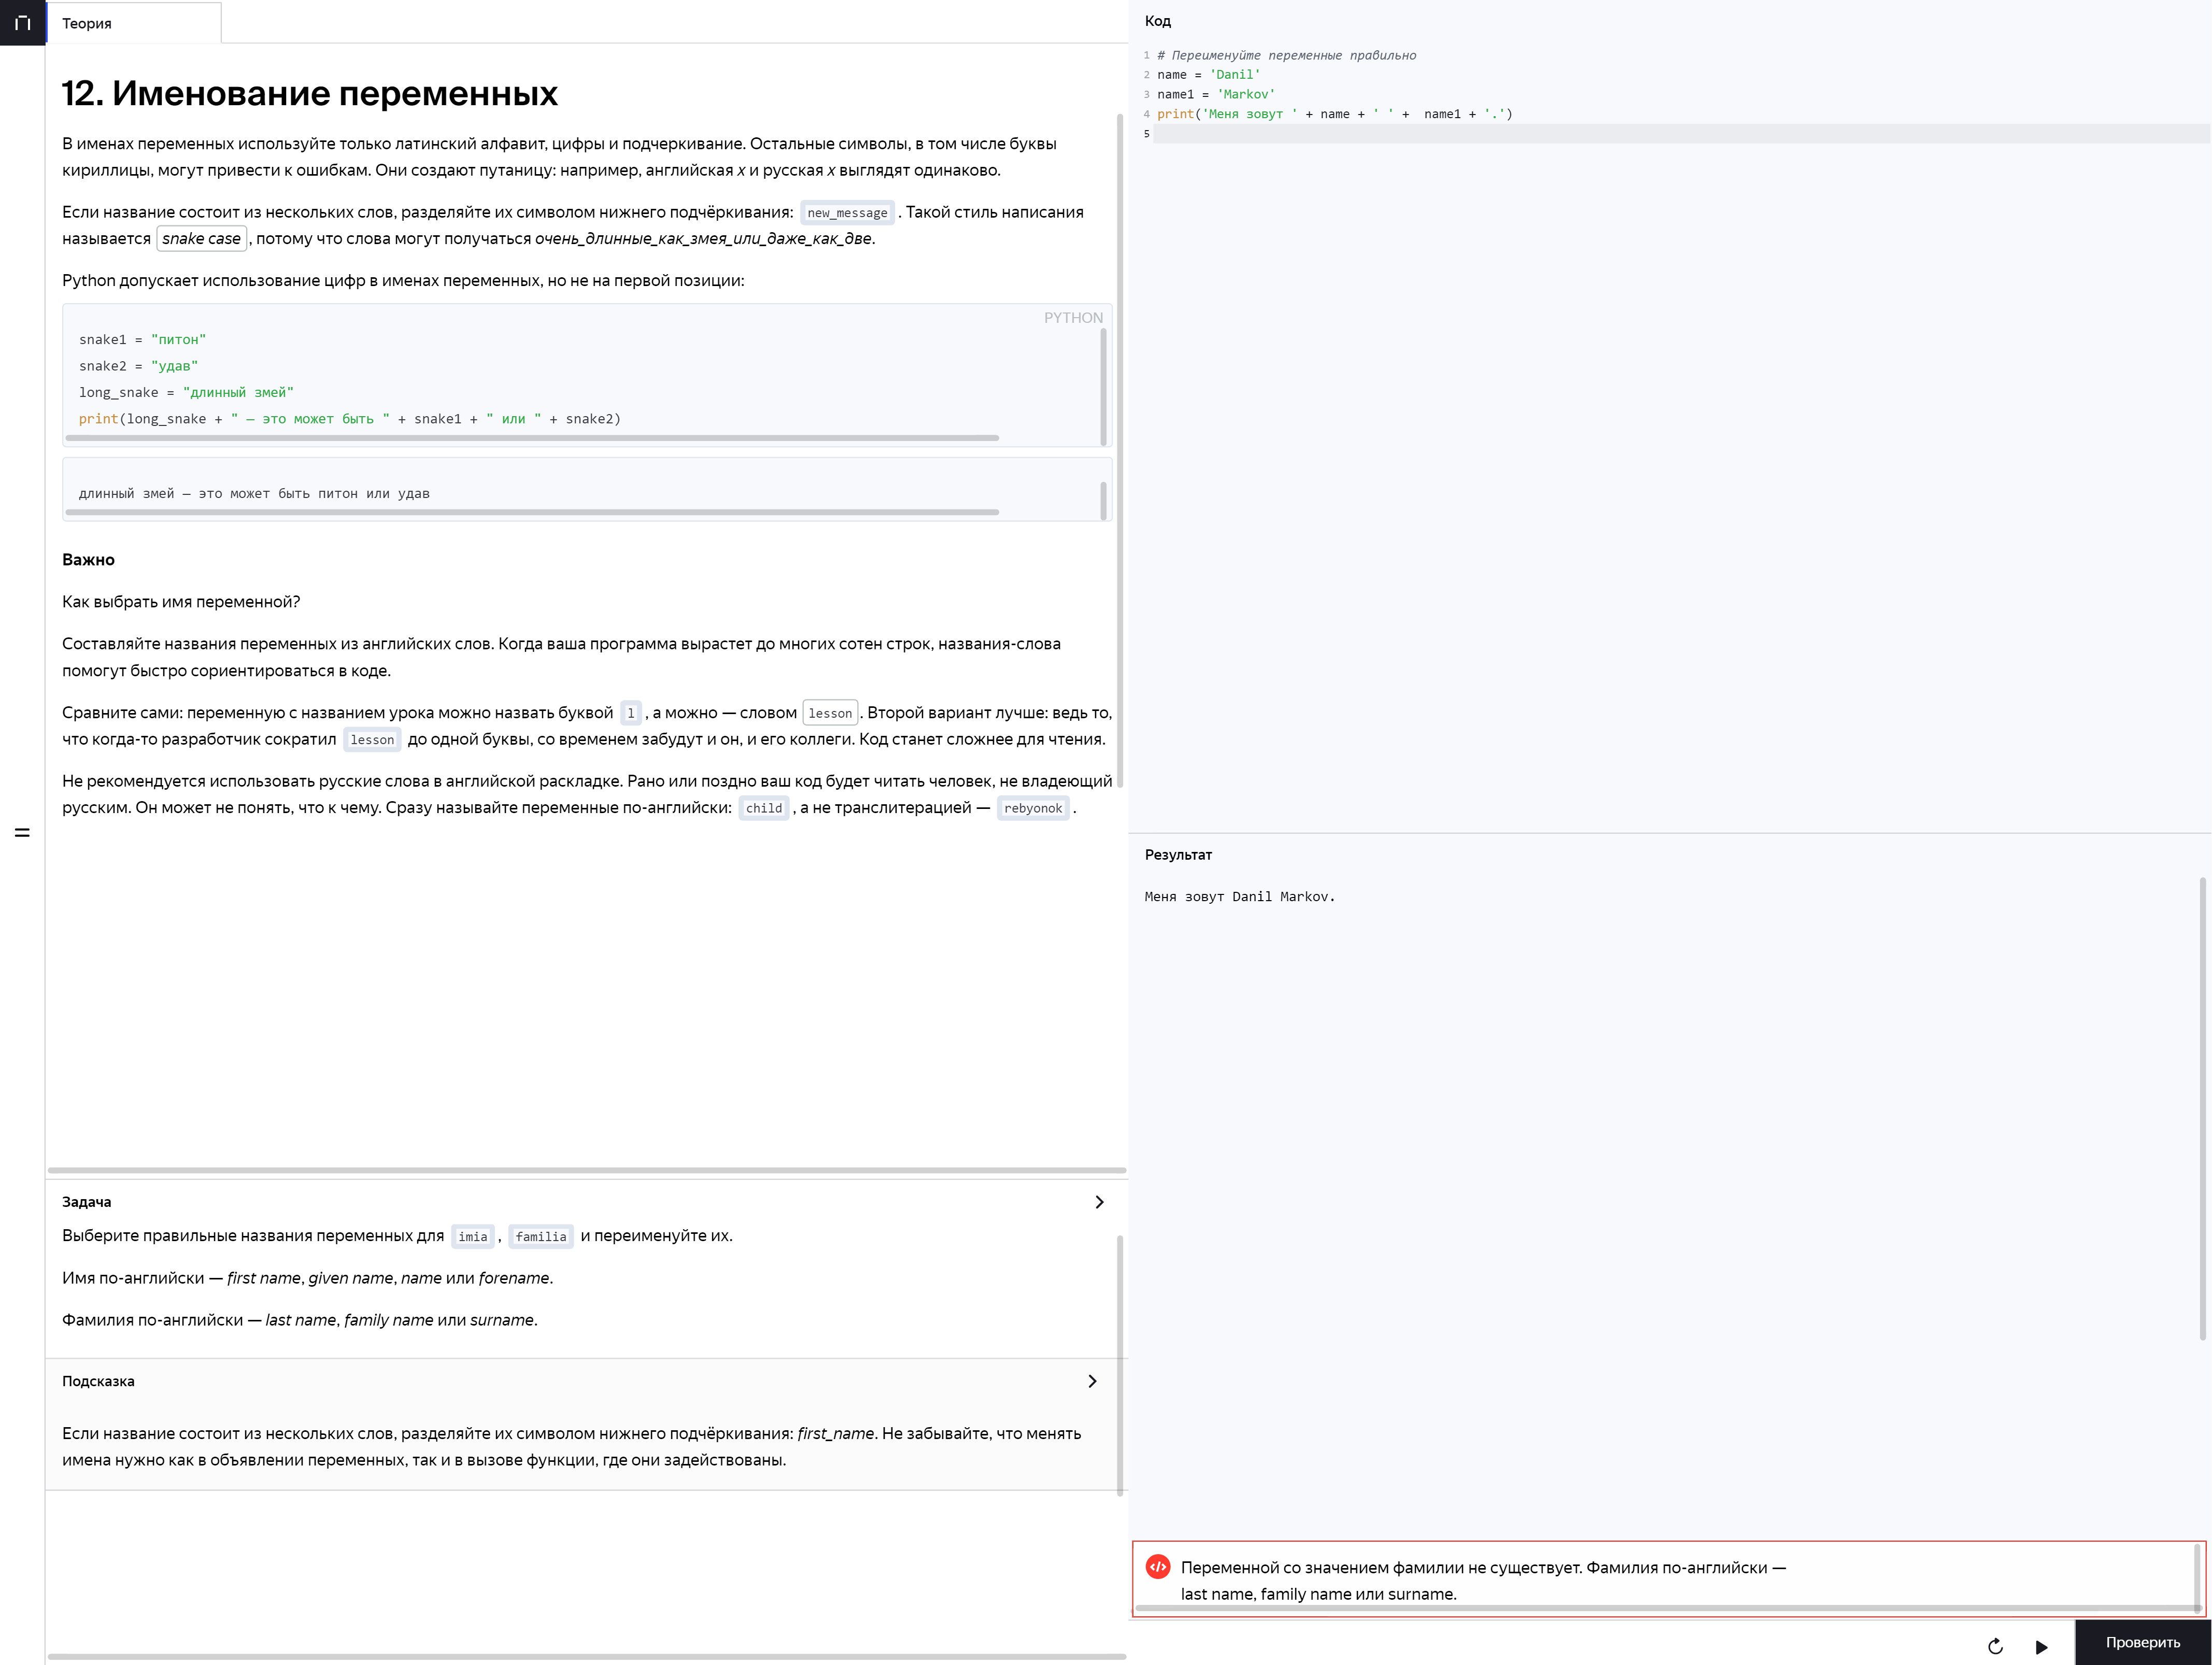 Теория
12. Именование переменных
В именах переменных используйте только латинский алфавит, цифры и подчеркивание. Остальные символы, в том числе буквы
кириллицы, могут привести к ошибкам. Они создают путаницу: например, английская x и русская х выглядят одинаково.
Если название состоит из нескольких слов, разделяйте их символом нижнего подчёркивания: new_message . Такой стиль написания
называется snake case , потому что слова могут получаться очень_длинные_как_змея_или_даже_как_две.
Python допускает использование цифр в именах переменных, но не на первой позиции:
PYTHON
snake1 = "питон"
snake2 = "удав"
long_snake = "длинный змей"
print(long_snake + " — это может быть " + snake1 + " или " + snake2)
длинный змей — это может быть питон или удав
Важно
Как выбрать имя переменной?
Составляйте названия переменных из английских слов. Когда ваша программа вырастет до многих сотен строк, названия-слова
помогут быстро сориентироваться в коде.
Сравните сами: переменную с названием урока можно назвать буквой l , а можно — словом lesson . Второй вариант лучше: ведь то,
что когда-то разработчик сократил lesson до одной буквы, со временем забудут и он, и его коллеги. Код станет сложнее для чтения.
Не рекомендуется использовать русские слова в английской раскладке. Рано или поздно ваш код будет читать человек, не владеющий
русским. Он может не понять, что к чему. Сразу называйте переменные по-английски: child , а не транслитерацией — rebyonok .
Задача
Выберите правильные названия переменных для imia , familia и переименуйте их.
Имя по-английски — first name, given name, name или forename.
Фамилия по-английски — last name, family name или surname.
Подсказка
Если название состоит из нескольких слов, разделяйте их символом нижнего подчёркивания: first_name. Не забывайте, что менять
имена нужно как в объявлении переменных, так и в вызове функции, где они задействованы.
Код
1 # Переименуйте переменные правильно
2 name = 'Danil'
3 name1 = 'Markov'
4 print('Меня зовут ' + name + ' ' +  name1 + '.')
5
Результат
Меня зовут Danil Markov.
Переменной со значением фамилии не существует. Фамилия по-английски —
last name, family name или surname.
Проверить